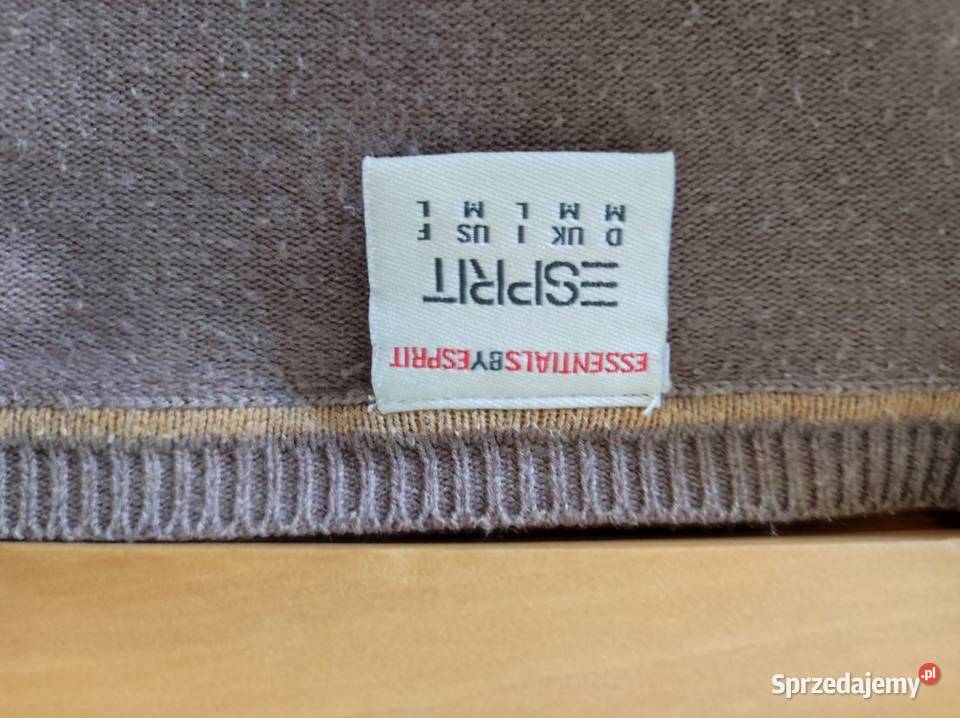 ESSENTIALSBYESPRIT
ESPRIT
D UK I US F
M M L M L
Sprzedajemy.pl